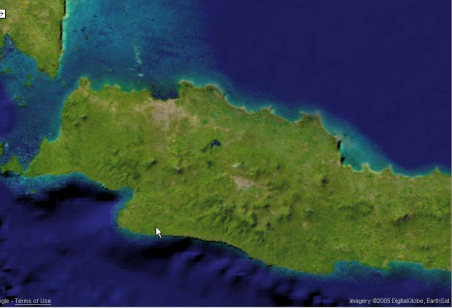 gle - Terms of Use
Imagery ©2005 DigitalGlobe, EarthSat